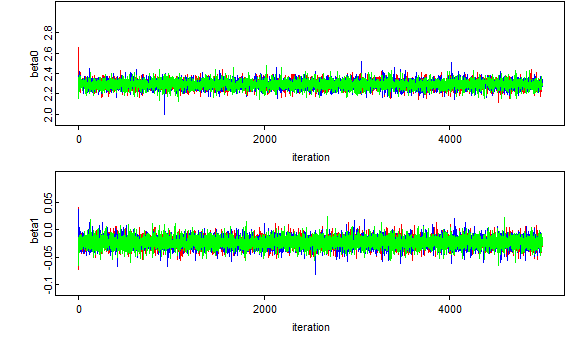 beta0
2.0 2.2 2.4 2.6 2.8
0 2000 4000
iteration
beta1
-0.1 -0.05 0.0 0.05
0 2000 4000
iteration